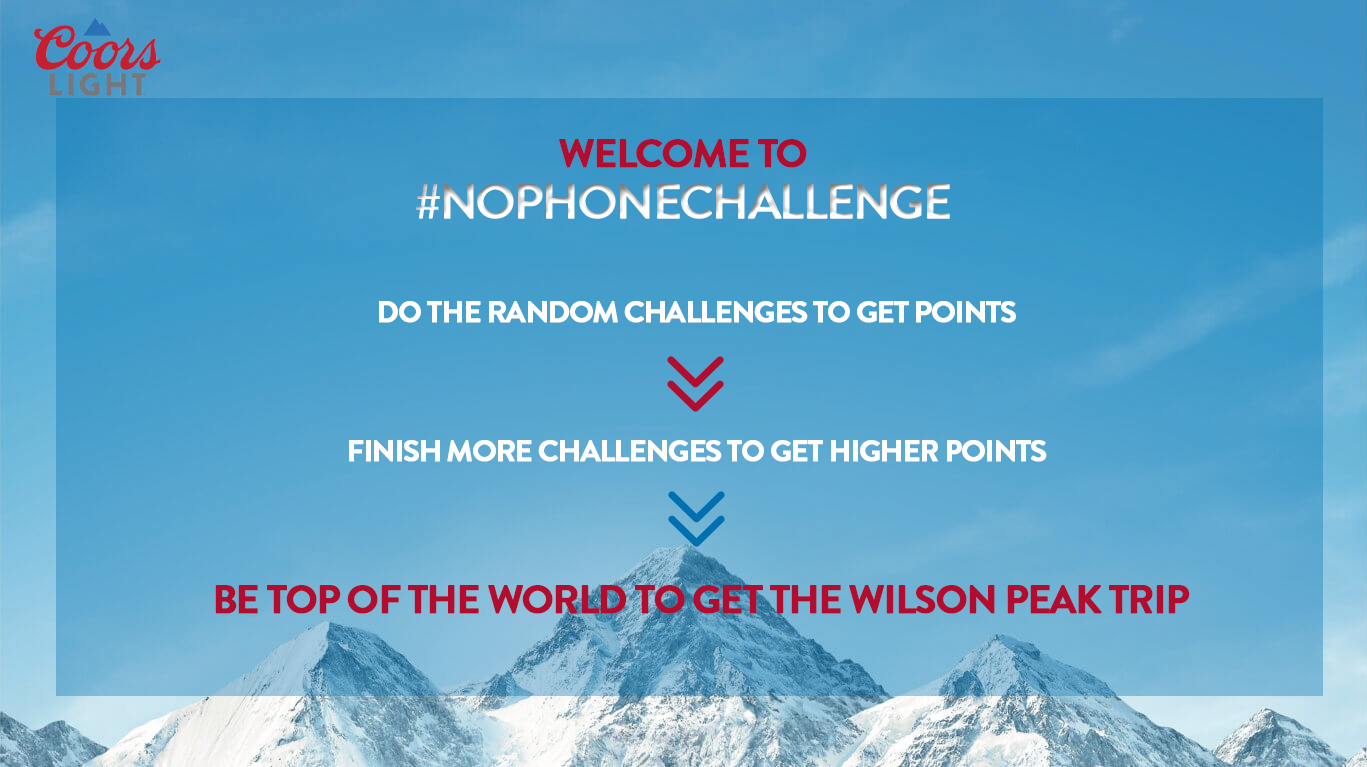 Coors
LIGHT
WELCOME TO
#NOPHONECHALLENGE
DO THE RANDOM CHALLENGES TO GET POINTS
FINISH MORE CHALLENGES TO GET HIGHER POINTS
BE TOP OF THE WORLD TO GET THE WILSON PEAK TRIP